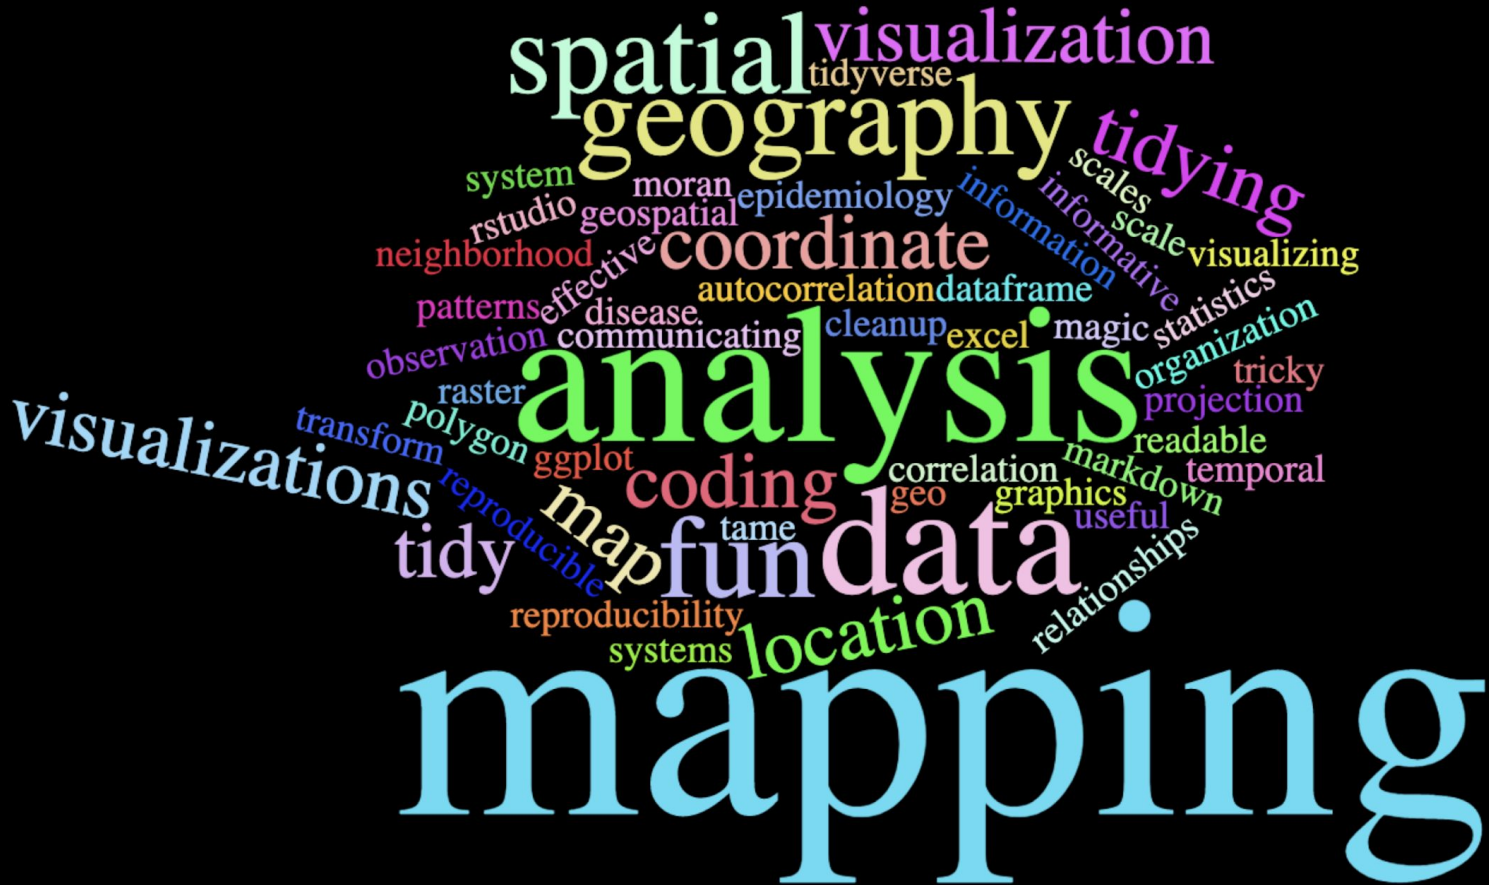 spatial
visualization
tidyverse
geography
tidying
scales
system
moran
epidemiology
information
informative
rstudio
geospatial
scale
neighborhood
effective
coordinate
visualizing
autocorrelation
dataframe
statistics
patterns
disease
organization
observation
communicating
cleanup
excel
magic
analysis
tricky
raster
projection
visualizations
transform
polygon
readable
ggplot
coding
correlation
markdown
temporal
reproducible
map
geo
graphics
useful
tidy
tame
fun
data
relationships
reproducibility
location
systems
mapping